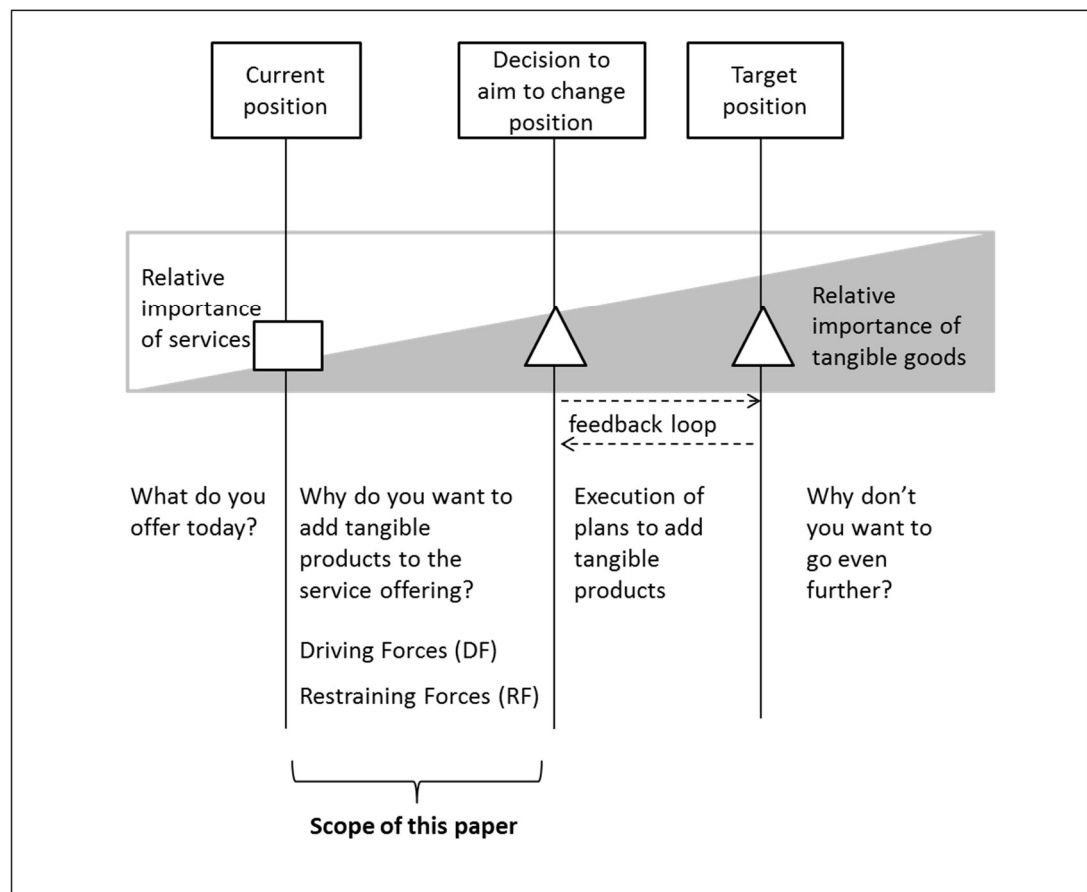 Current
position
Decision to
aim to change
position
Target
position
Relative
importance
of services
Relative
importance of
tangible goods
feedback loop
What do you
offer today?
Why do you want to
add tangible
products to the
service offering?
Driving Forces (DF)
Restraining Forces (RF)
Execution of
plans to add
tangible
products
Why don’t
you want to
go even
further?
Scope of this paper